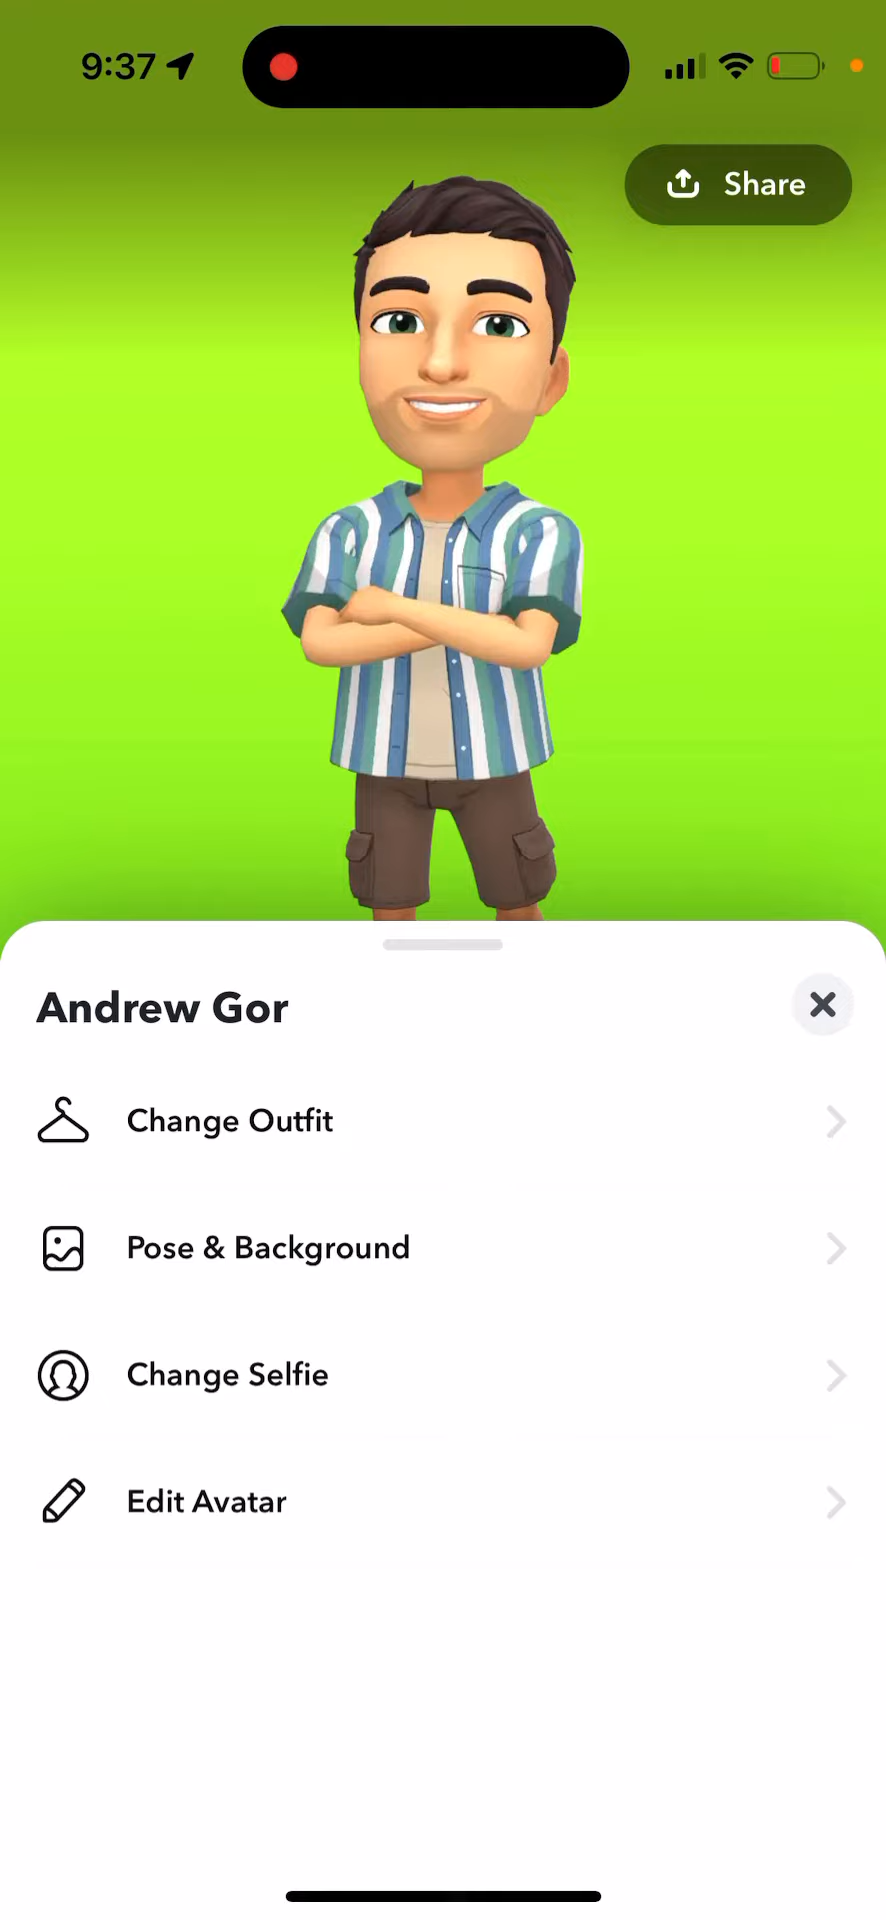 9:37
Share
Andrew Gor
Change Outfit
Pose & Background
Change Selfie
Edit Avatar